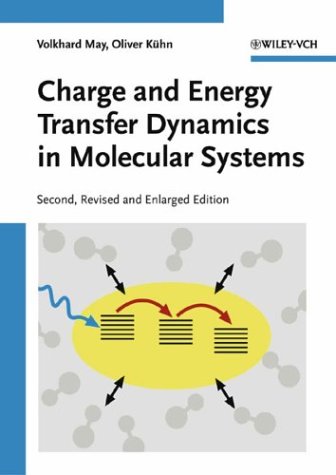 Volkhard May, Oliver Kühn
WILEY-VCH
Charge and Energy
Transfer Dynamics
in Molecular Systems
Second, Revised and Enlarged Edition